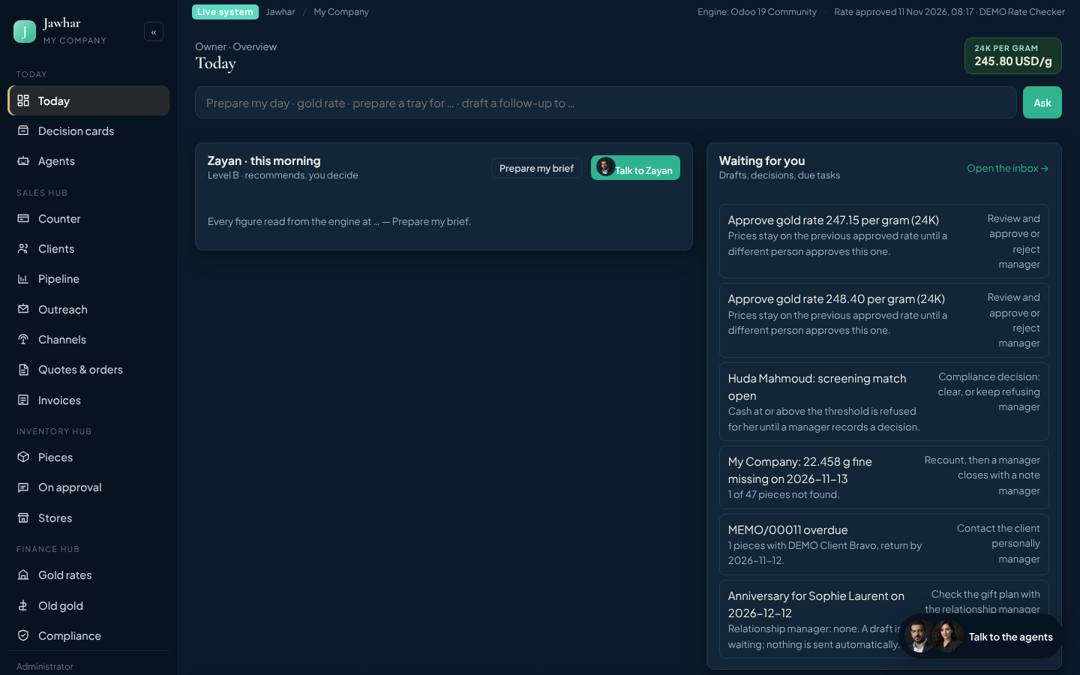 Jawhar
MY COMPANY
«
TODAY
Today
Decision cards
Agents
SALES HUB
Counter
Clients
Pipeline
Outreach
Channels
Quotes & orders
Invoices
INVENTORY HUB
Pieces
On approval
Stores
FINANCE HUB
Gold rates
Old gold
Compliance
Administrator
Live system Jawhar / My Company
Engine: Odoo 19 Community · Rate approved 11 Nov 2026, 08:17 · DEMO Rate Checker
Owner · Overview
Today
24K PER GRAM
245.80 USD/g
Prepare my day · gold rate · prepare a tray for … · draft a follow-up to …
Ask
Zayan · this morning
Level B · recommends, you decide
Prepare my brief
Talk to Zayan
Every figure read from the engine at … — Prepare my brief.
Waiting for you
Drafts, decisions, due tasks
Open the inbox →
Approve gold rate 247.15 per gram (24K)
Prices stay on the previous approved rate until a
different person approves this one.
Review and
approve or
reject
manager
Approve gold rate 248.40 per gram (24K)
Prices stay on the previous approved rate until a
different person approves this one.
Review and
approve or
reject
manager
Huda Mahmoud: screening match
open
Cash at or above the threshold is refused
for her until a manager records a decision.
Compliance decision:
clear, or keep refusing
manager
My Company: 22.458 g fine
missing on 2026-11-13
1 of 47 pieces not found.
Recount, then a manager
closes with a note
manager
MEMO/00011 overdue
1 pieces with DEMO Client Bravo, return by
2026-11-12.
Contact the client
personally
manager
Anniversary for Sophie Laurent on
2026-12-12
Relationship manager: none. A draft is
waiting; nothing is sent automatically.
Check the gift plan with
the relationship manager
Talk to the agents